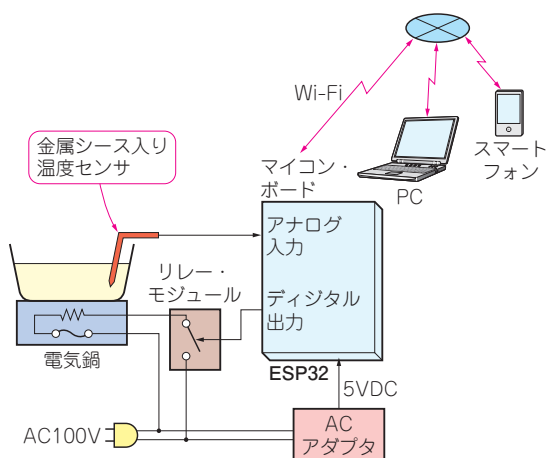 Wi-Fi
金属シース入り
温度センサ
マイコン・
ボード
PC
スマート
フォン
アナログ
入力
リレー・
モジュール
ディジタル
出力
電気鍋
ESP32
5VDC
AC100V
AC
アダプタ